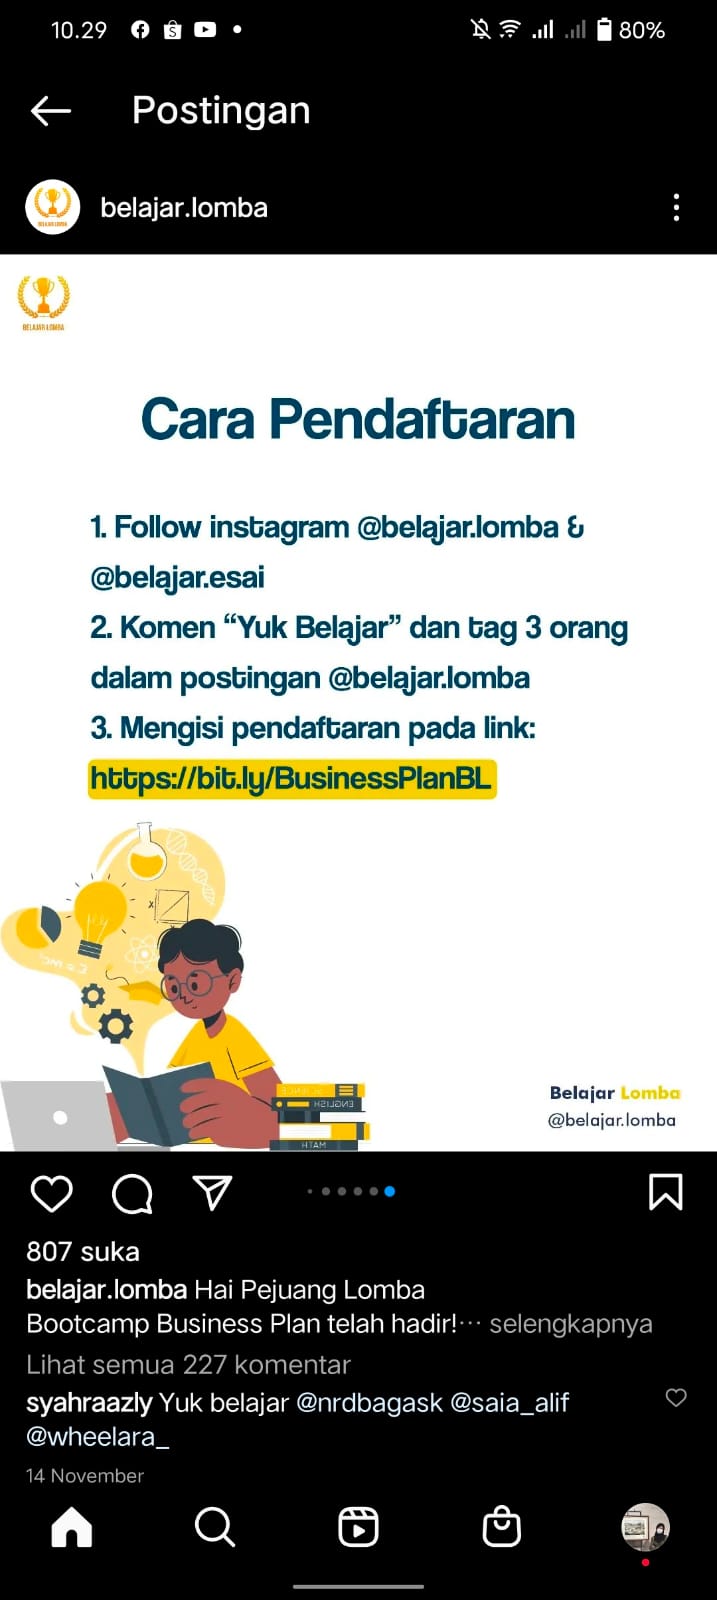 10.29
80%
Postingan
belajar.lomba
BELAJAR LOMBA
Cara Pendaftaran
1. Follow instagram @belajar.lomba &
@belajar.esai
2. Komen “Yuk Belajar” dan tag 3 orang
dalam postingan @belajar.lomba
3. Mengisi pendaftaran pada link:
https://bit.ly/BusinessPlanBL
SCIENCE
ENGLISH
MATH
Belajar Lomba
@belajar.lomba
807 suka
belajar.lomba Hai Pejuang Lomba
Bootcamp Business Plan telah hadir!... selengkapnya
Lihat semua 227 komentar
syahraazly Yuk belajar @nrdbagask @saia_alif
@wheelara_
14 November